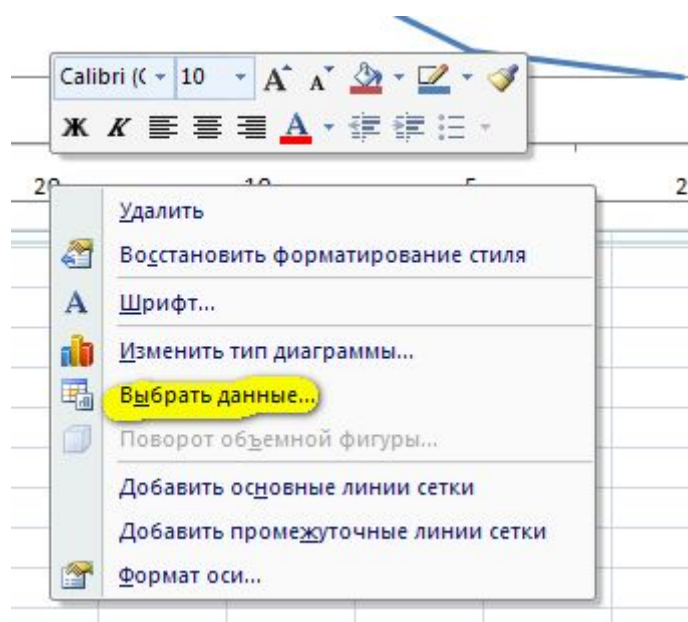 Calibri (С 10 А А
Ж К А
20 10 5 2
Удалить
Восстановить форматирование стиля
А Шрифт...
Изменить тип диаграммы...
Выбрать данные...
Поворот объемной фигуры...
Добавить основные линии сетки
Добавить промежуточные линии сетки
Формат оси...